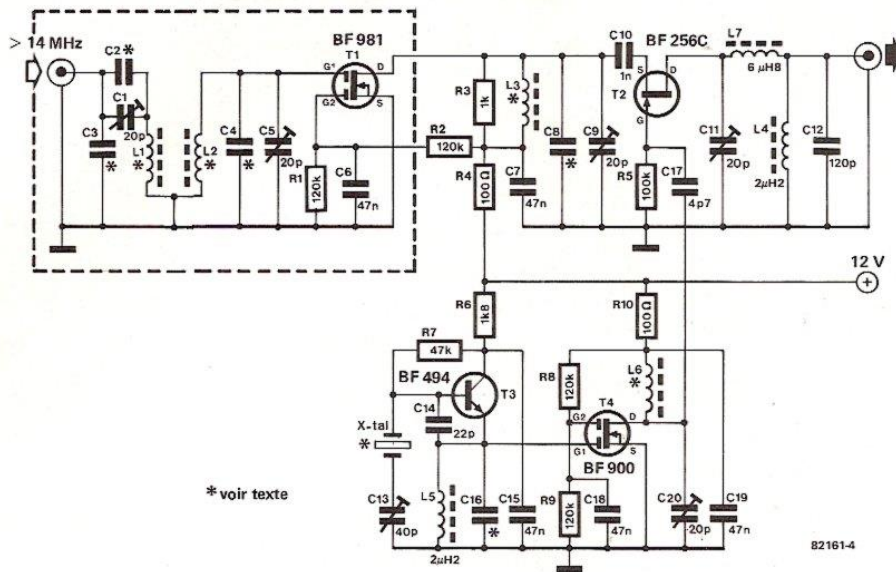 > 14 MHz
C2*
C1
20p
C3
*
L1
*
L2
*
C4
*
C5
20p
BF 981
T1
G1
G2
D
S
R1
120k
C6
47n
R2
120k
R3
1k
R4
100Ω
L3
*
C7
47n
C8
*
C9
20p
C10
1n
BF 256C
S
D
T2
G
R5
100k
C17
4p7
L7
6 µH8
C11
20p
L4
2µH2
C12
120p
12 V
+
R6
1k8
R7
47k
BF 494
T3
C14
22p
X-tal
*
C13
40p
L5
2µH2
C16
*
C15
47n
R8
120k
R9
120k
R10
100Ω
L6
*
T4
G2
G1
D
S
BF 900
C18
47n
C20
20p
C19
47n
* voir texte
82161-4